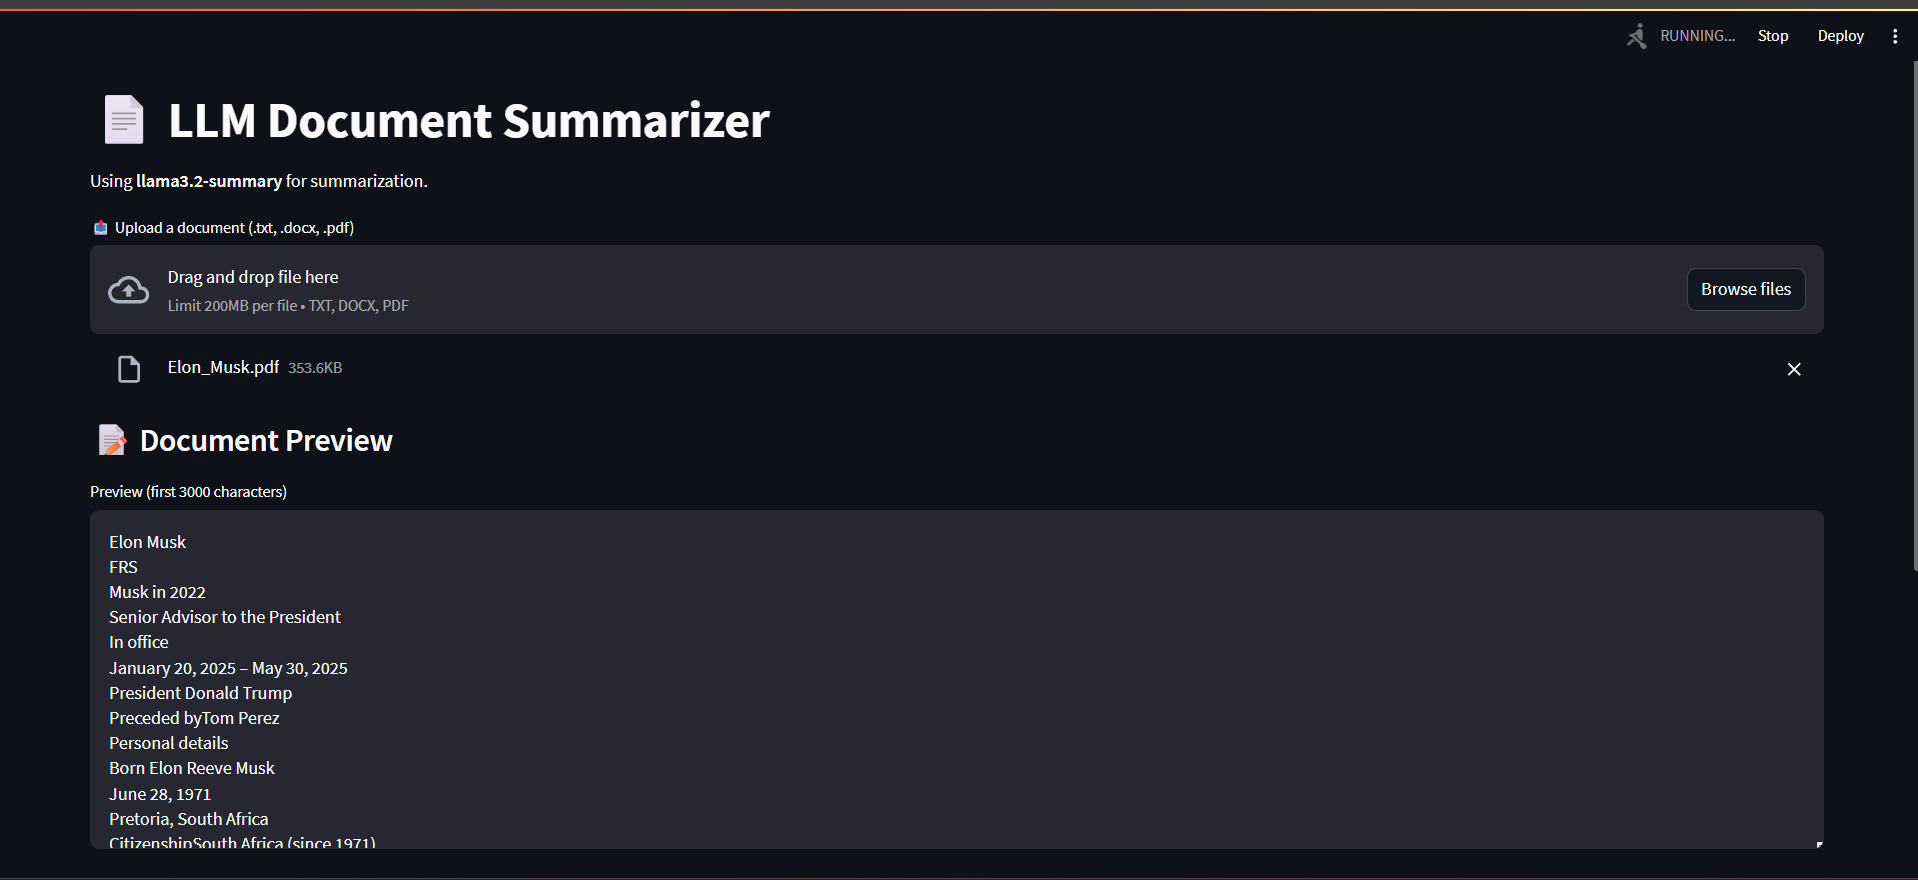 RUNNING...
Stop
Deploy
LLM Document Summarizer
Using llama3.2-summary for summarization.
Upload a document (.txt, .docx, .pdf)
Drag and drop file here
Limit 200MB per file • TXT, DOCX, PDF
Browse files
Elon_Musk.pdf 353.6KB
Document Preview
Preview (first 3000 characters)
Elon Musk
FRS
Musk in 2022
Senior Advisor to the President
In office
January 20, 2025 – May 30, 2025
President Donald Trump
Preceded byTom Perez
Personal details
Born Elon Reeve Musk
June 28, 1971
Pretoria, South Africa
CitizenshipSouth Africa (since 1971)